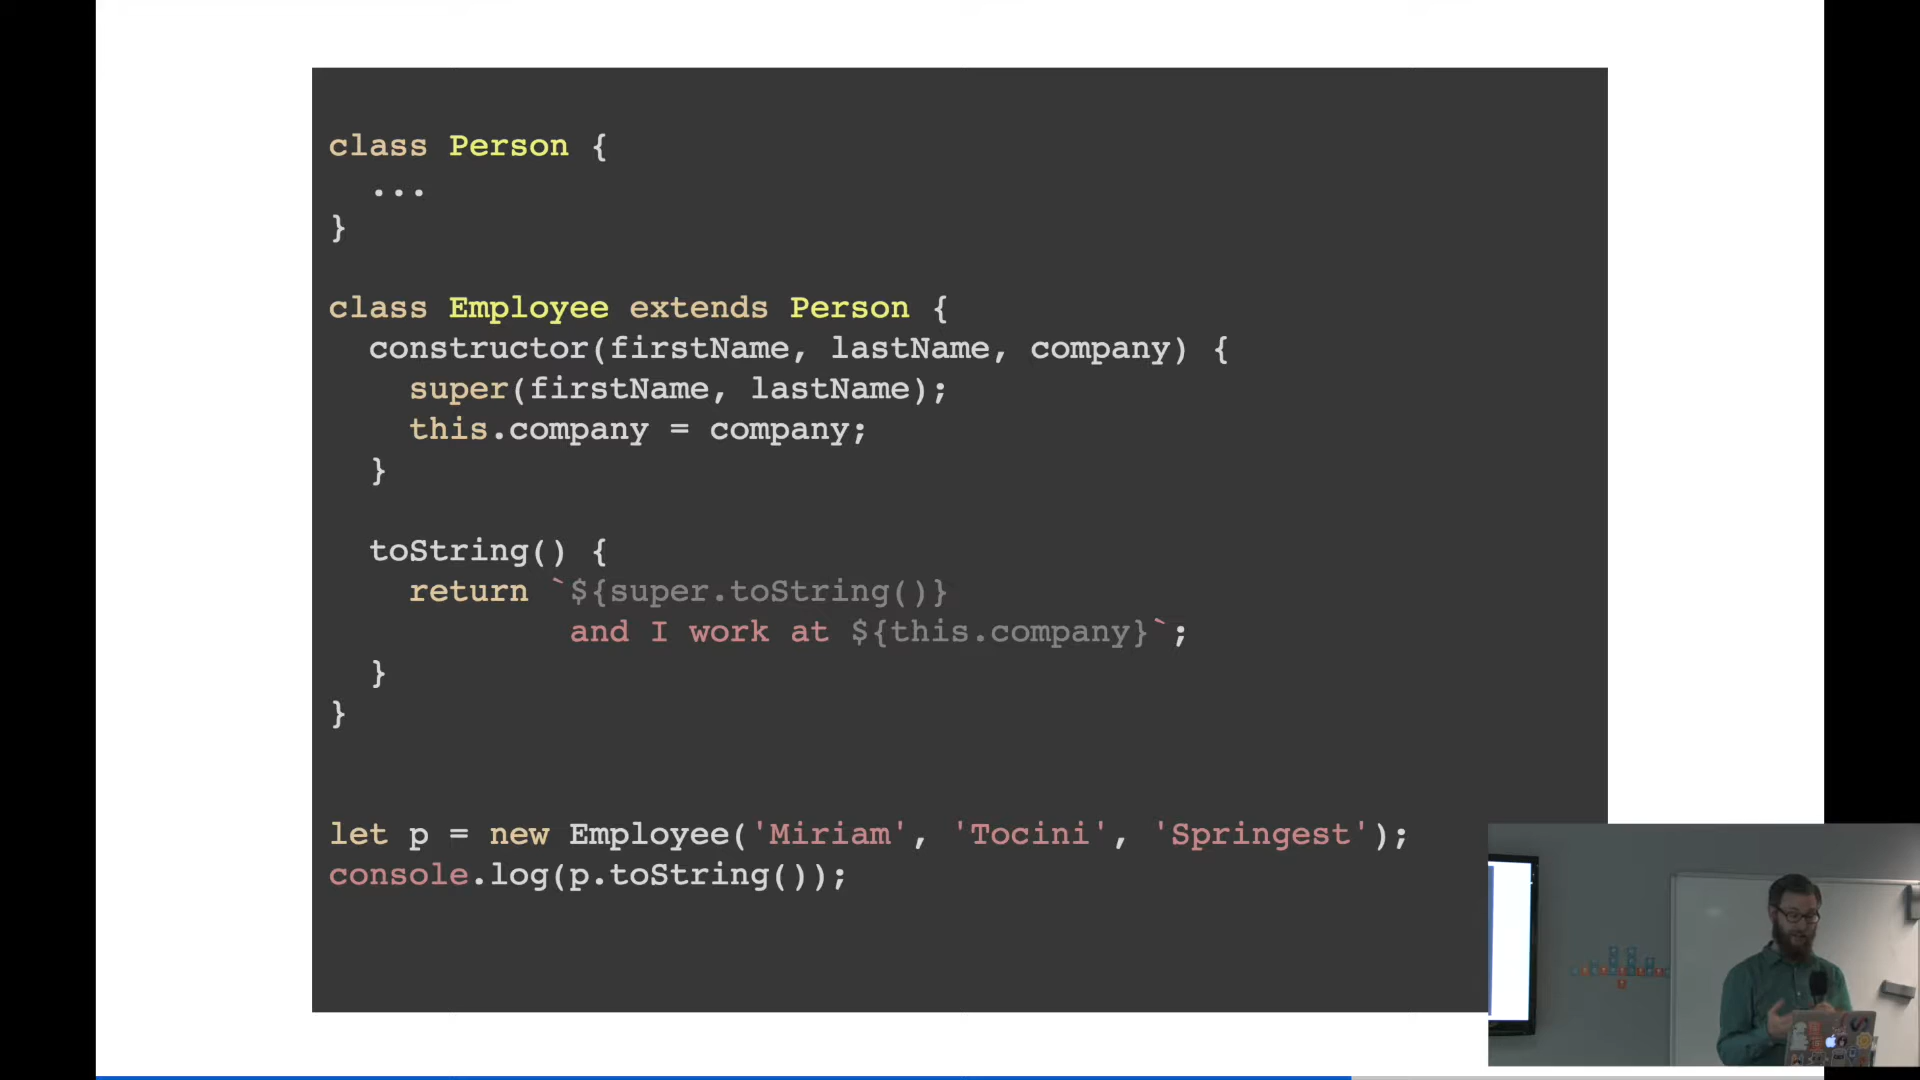 class Person {
...
}
class Employee extends Person {
constructor(firstName, lastName, company) {
super(firstName, lastName);
this.company = company;
}
toString() {
return `${super.toString()}
and I work at ${this.company}`;
}
}
let p = new Employee('Miriam', 'Tocini', 'Springest');
console.log(p.toString());